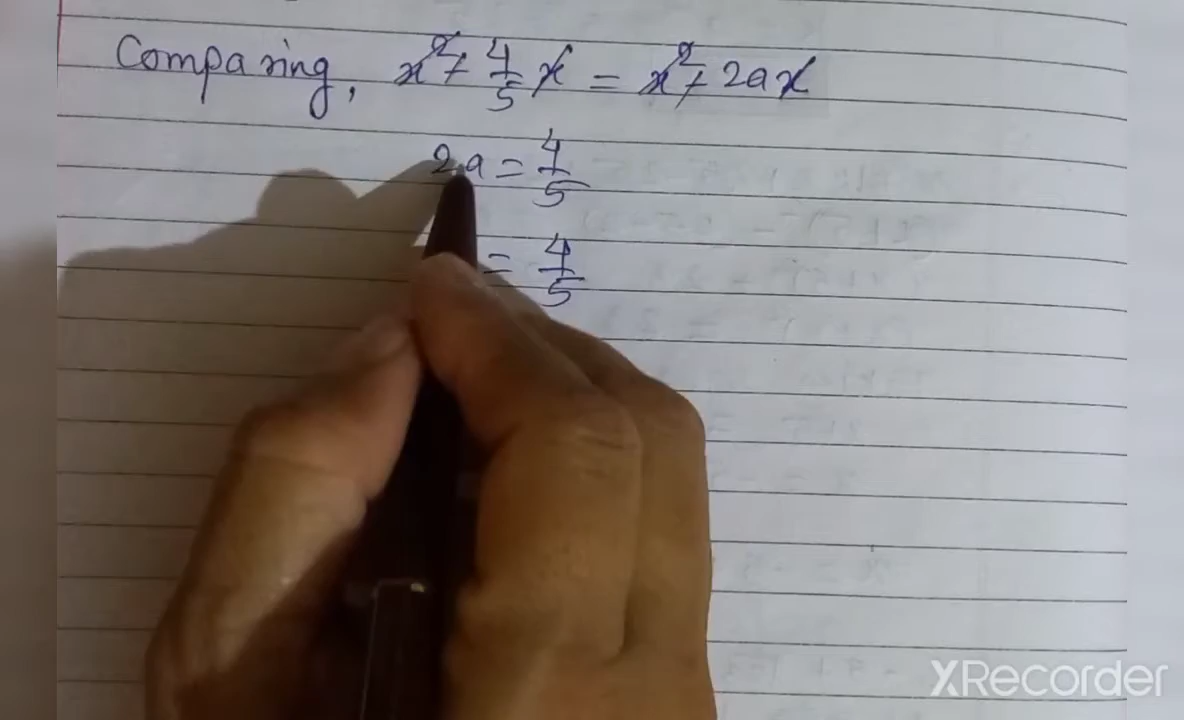 Comparing, x² + 4/5 x = x² + 2ax
2a = 4/5
= 4/5
XRecorder